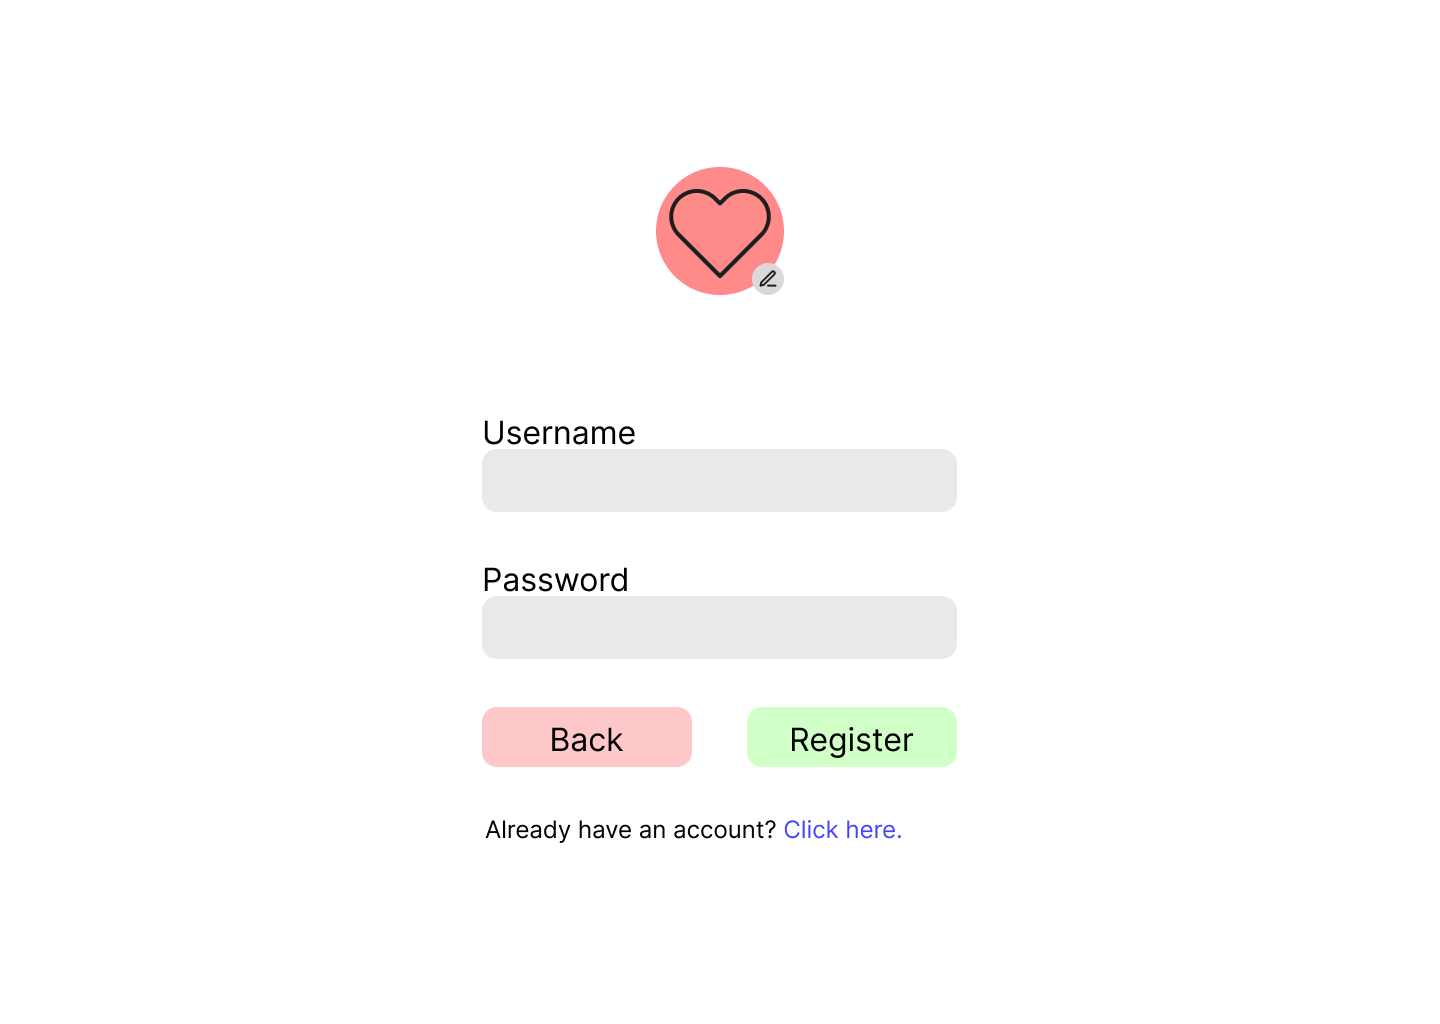 Username
Password
Back
Register
Already have an account? Click here.